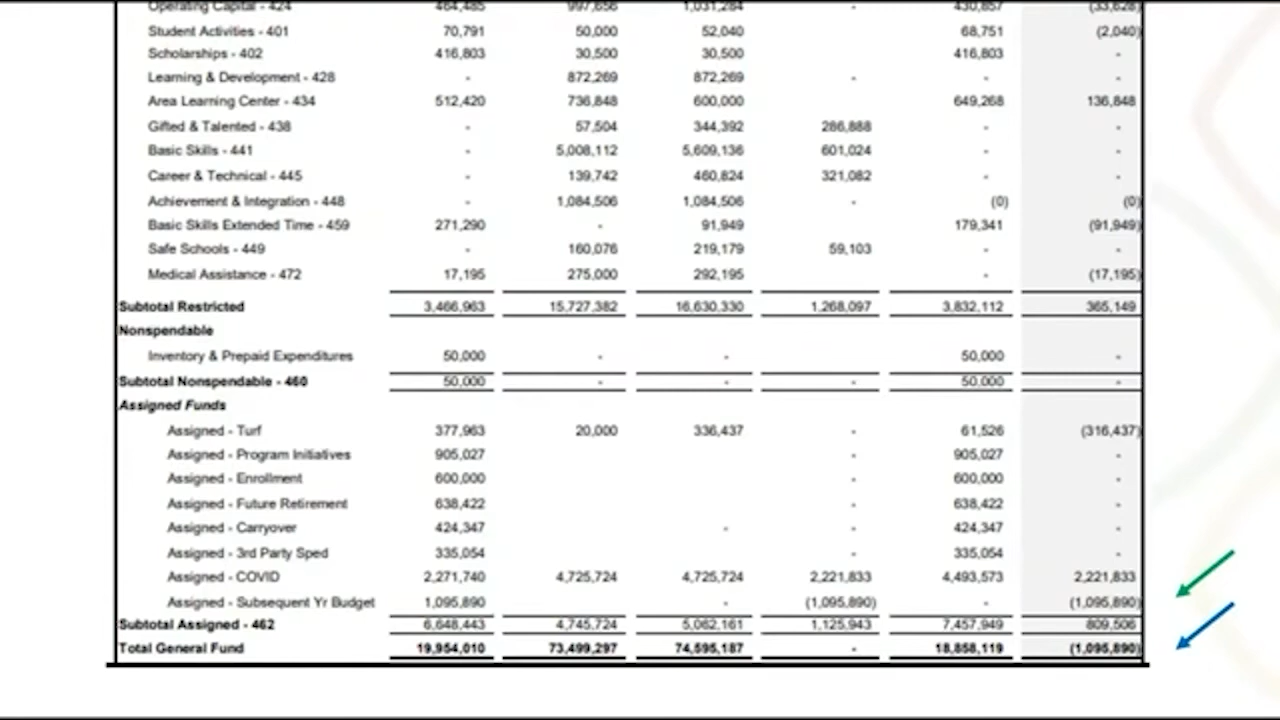 Operating Capital - 424 464,485 997,656 1,031,284 - 430,857 (33,628)
Student Activities - 401 70,791 50,000 52,040 68,751 (2,040)
Scholarships - 402 416,803 30,500 30,500 416,803 -
Learning & Development - 428 - 872,269 872,269 - - -
Area Learning Center - 434 512,420 736,848 600,000 649,268 136,848
Gifted & Talented - 438 - 57,504 344,392 286,888 - -
Basic Skills - 441 - 5,008,112 5,609,136 601,024 - -
Career & Technical - 445 - 139,742 460,824 321,082 - -
Achievement & Integration - 448 - 1,084,506 1,084,506 - (0) (0)
Basic Skills Extended Time - 459 271,290 - 91,949 179,341 (91,949)
Safe Schools - 449 - 160,076 219,179 59,103 - -
Medical Assistance - 472 17,195 275,000 292,195 - (17,195)
Subtotal Restricted 3,466,963 15,727,382 16,630,330 1,268,097 3,832,112 365,149
Nonspendable
Inventory & Prepaid Expenditures 50,000 - - 50,000 -
Subtotal Nonspendable - 460 50,000 - - - 50,000 -
Assigned Funds
Assigned - Turf 377,963 20,000 336,437 - 61,526 (316,437)
Assigned - Program Initiatives 905,027 - 905,027 -
Assigned - Enrollment 600,000 - 600,000 -
Assigned - Future Retirement 638,422 - 638,422 -
Assigned - Carryover 424,347 - - 424,347 -
Assigned - 3rd Party Sped 335,054 - 335,054 -
Assigned - COVID 2,271,740 4,725,724 4,725,724 2,221,833 4,493,573 2,221,833
Assigned - Subsequent Yr Budget 1,095,890 - (1,095,890) - (1,095,890)
Subtotal Assigned - 462 6,648,443 4,745,724 5,062,161 1,125,943 7,457,949 809,506
Total General Fund 19,954,010 73,499,297 74,595,187 - 18,858,119 (1,095,890)